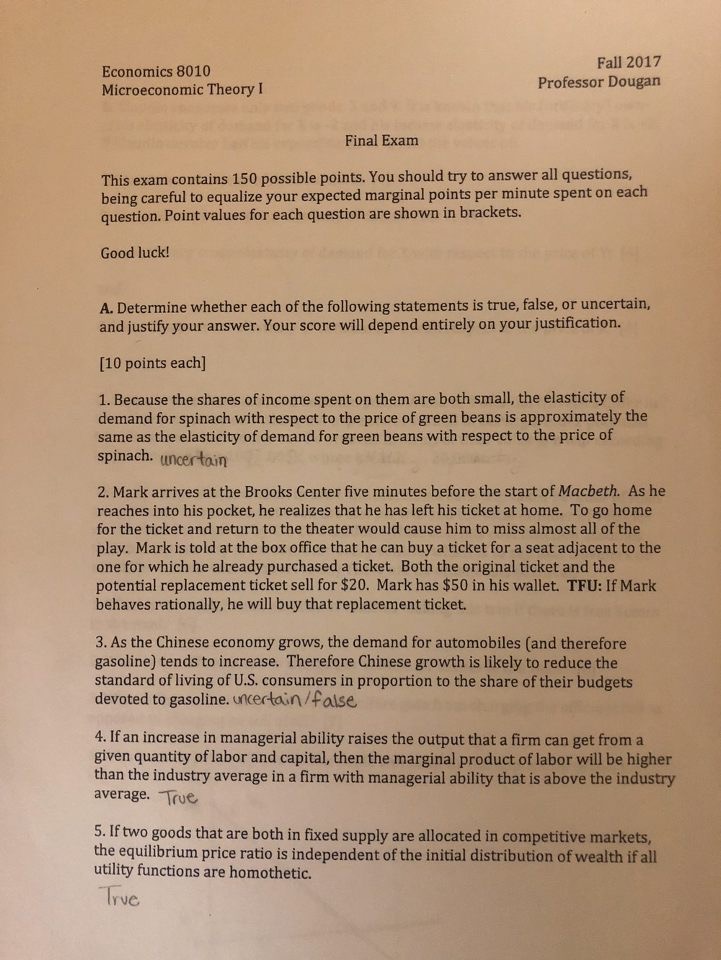 Economics 8010
Microeconomic Theory I
Fall 2017
Professor Dougan
Final Exam
This exam contains 150 possible points. You should try to answer all questions,
being careful to equalize your expected marginal points per minute spent on each
question. Point values for each question are shown in brackets.
Good luck!
A. Determine whether each of the following statements is true, false, or uncertain,
and justify your answer. Your score will depend entirely on your justification.
[10 points each]
1. Because the shares of income spent on them are both small, the elasticity of
demand for spinach with respect to the price of green beans is approximately the
same as the elasticity of demand for green beans with respect to the price of
spinach. uncertain
2. Mark arrives at the Brooks Center five minutes before the start of Macbeth. As he
reaches into his pocket, he realizes that he has left his ticket at home. To go home
for the ticket and return to the theater would cause him to miss almost all of the
play. Mark is told at the box office that he can buy a ticket for a seat adjacent to the
one for which he already purchased a ticket. Both the original ticket and the
potential replacement ticket sell for $20. Mark has $50 in his wallet. TFU: If Mark
behaves rationally, he will buy that replacement ticket.
3. As the Chinese economy grows, the demand for automobiles (and therefore
gasoline) tends to increase. Therefore Chinese growth is likely to reduce the
standard of living of U.S. consumers in proportion to the share of their budgets
devoted to gasoline. uncertain/false
4. If an increase in managerial ability raises the output that a firm can get from a
given quantity of labor and capital, then the marginal product of labor will be higher
than the industry average in a firm with managerial ability that is above the industry
average. True
5. If two goods that are both in fixed supply are allocated in competitive markets,
the equilibrium price ratio is independent of the initial distribution of wealth if all
utility functions are homothetic.
True